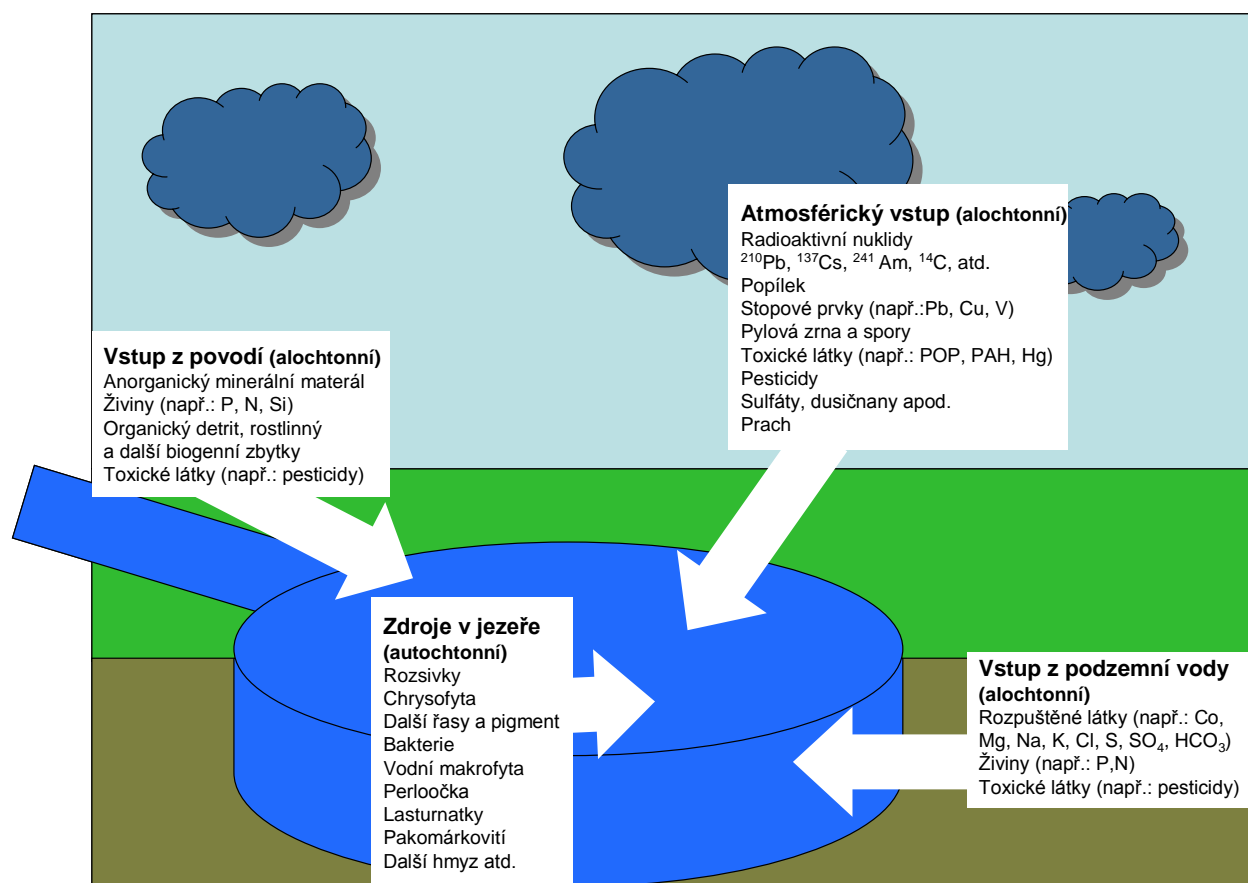 Atmosférický vstup (alochtonní)
Radioaktivní nuklidy
²¹⁰Pb, ¹³⁷Cs, ²⁴¹ Am, ¹⁴C, atd.
Popílek
Stopové prvky (např.:Pb, Cu, V)
Pylová zrna a spory
Toxické látky (např.: POP, PAH, Hg)
Pesticidy
Sulfáty, dusičnany apod.
Prach
Vstup z povodí (alochtonní)
Anorganický minerální materál
Živiny (např.: P, N, Si)
Organický detrit, rostlinný
a další biogenní zbytky
Toxické látky (např.: pesticidy)
Zdroje v jezeře
(autochtonní)
Rozsivky
Chrysofyta
Další řasy a pigment
Bakterie
Vodní makrofyta
Perloočka
Lasturnatky
Pakomárkovití
Další hmyz atd.
Vstup z podzemní vody
(alochtonní)
Rozpuštěné látky (např.: Co,
Mg, Na, K, Cl, S, SO₄, HCO₃)
Živiny (např.: P,N)
Toxické látky (např.: pesticidy)